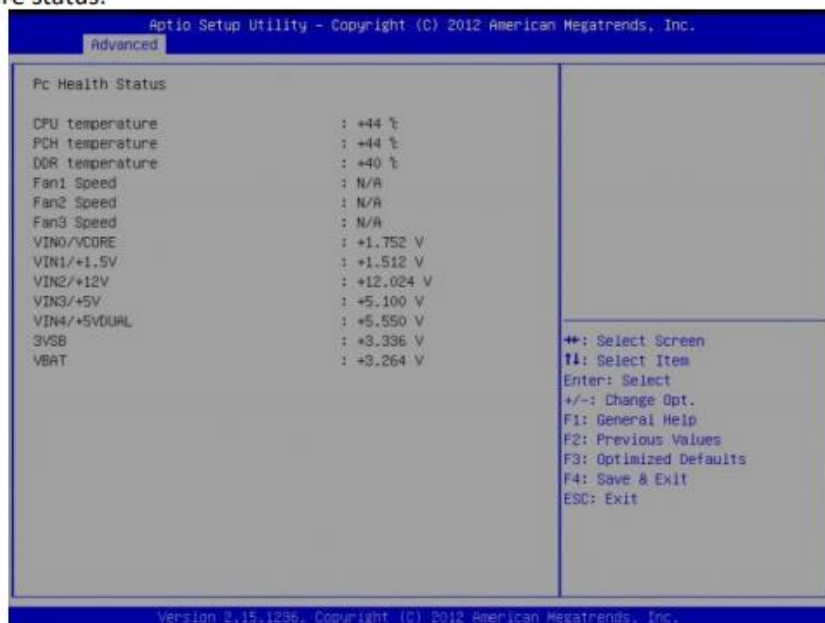 re status.
Aptio Setup Utility – Copyright (C) 2012 American Megatrends, Inc.
Advanced
Pc Health Status
CPU temperature : +44 ℃
PCH temperature : +44 ℃
DDR temperature : +40 ℃
Fan1 Speed : N/A
Fan2 Speed : N/A
Fan3 Speed : N/A
VIN0/VCORE : +1.752 V
VIN1/+1.5V : +1.512 V
VIN2/+12V : +12.024 V
VIN3/+5V : +5.100 V
VIN4/+5VDUAL : +5.550 V
3VSB : +3.336 V
VBAT : +3.264 V
→←: Select Screen
↑↓: Select Item
Enter: Select
+/-: Change Opt.
F1: General Help
F2: Previous Values
F3: Optimized Defaults
F4: Save & Exit
ESC: Exit
Version 2.15.1236. Copyright (C) 2012 American Megatrends, Inc.